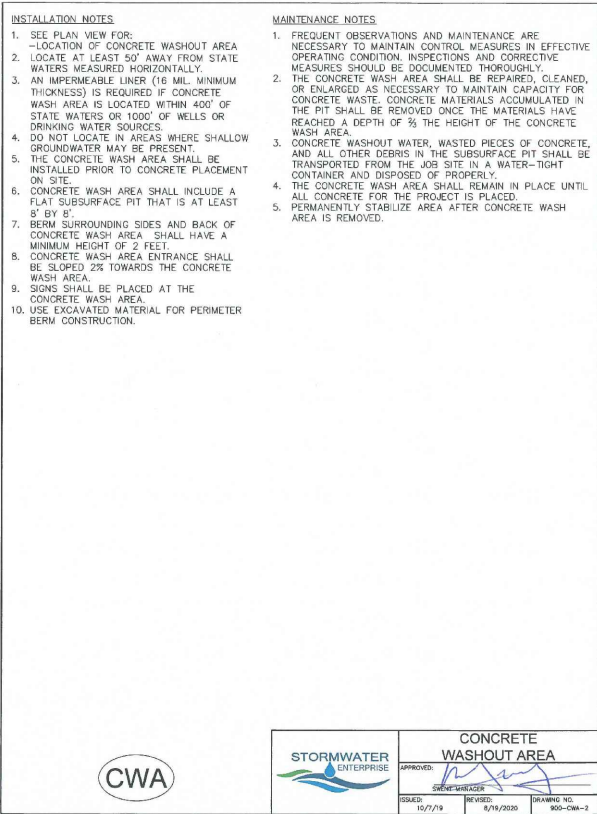 INSTALLATION NOTES
1. SEE PLAN VIEW FOR:
-LOCATION OF CONCRETE WASHOUT AREA
2. LOCATE AT LEAST 50' AWAY FROM STATE
WATERS MEASURED HORIZONTALLY.
3. AN IMPERMEABLE LINER (16 MIL. MINIMUM
THICKNESS) IS REQUIRED IF CONCRETE
WASH AREA IS LOCATED WITHIN 400' OF
STATE WATERS OR 1000' OF WELLS OR
DRINKING WATER SOURCES.
4. DO NOT LOCATE IN AREAS WHERE SHALLOW
GROUNDWATER MAY BE PRESENT.
5. THE CONCRETE WASH AREA SHALL BE
INSTALLED PRIOR TO CONCRETE PLACEMENT
ON SITE.
6. CONCRETE WASH AREA SHALL INCLUDE A
FLAT SUBSURFACE PIT THAT IS AT LEAST
8' BY 8'.
7. BERM SURROUNDING SIDES AND BACK OF
CONCRETE WASH AREA SHALL HAVE A
MINIMUM HEIGHT OF 2 FEET.
8. CONCRETE WASH AREA ENTRANCE SHALL
BE SLOPED 2% TOWARDS THE CONCRETE
WASH AREA.
9. SIGNS SHALL BE PLACED AT THE
CONCRETE WASH AREA.
10. USE EXCAVATED MATERIAL FOR PERIMETER
BERM CONSTRUCTION.
MAINTENANCE NOTES
1. FREQUENT OBSERVATIONS AND MAINTENANCE ARE
NECESSARY TO MAINTAIN CONTROL MEASURES IN EFFECTIVE
OPERATING CONDITION. INSPECTIONS AND CORRECTIVE
MEASURES SHOULD BE DOCUMENTED THOROUGHLY.
2. THE CONCRETE WASH AREA SHALL BE REPAIRED, CLEANED,
OR ENLARGED AS NECESSARY TO MAINTAIN CAPACITY FOR
CONCRETE WASTE. CONCRETE MATERIALS ACCUMULATED IN
THE PIT SHALL BE REMOVED ONCE THE MATERIALS HAVE
REACHED A DEPTH OF ⅔ THE HEIGHT OF THE CONCRETE
WASH AREA.
3. CONCRETE WASHOUT WATER, WASTED PIECES OF CONCRETE,
AND ALL OTHER DEBRIS IN THE SUBSURFACE PIT SHALL BE
TRANSPORTED FROM THE JOB SITE IN A WATER-TIGHT
CONTAINER AND DISPOSED OF PROPERLY.
4. THE CONCRETE WASH AREA SHALL REMAIN IN PLACE UNTIL
ALL CONCRETE FOR THE PROJECT IS PLACED.
5. PERMANENTLY STABILIZE AREA AFTER CONCRETE WASH
AREA IS REMOVED.
CWA
STORMWATER
ENTERPRISE
CONCRETE
WASHOUT AREA
APPROVED:
SWENT MANAGER
ISSUED:
10/7/19
REVISED:
8/19/2020
DRAWING NO.
900-CWA-2